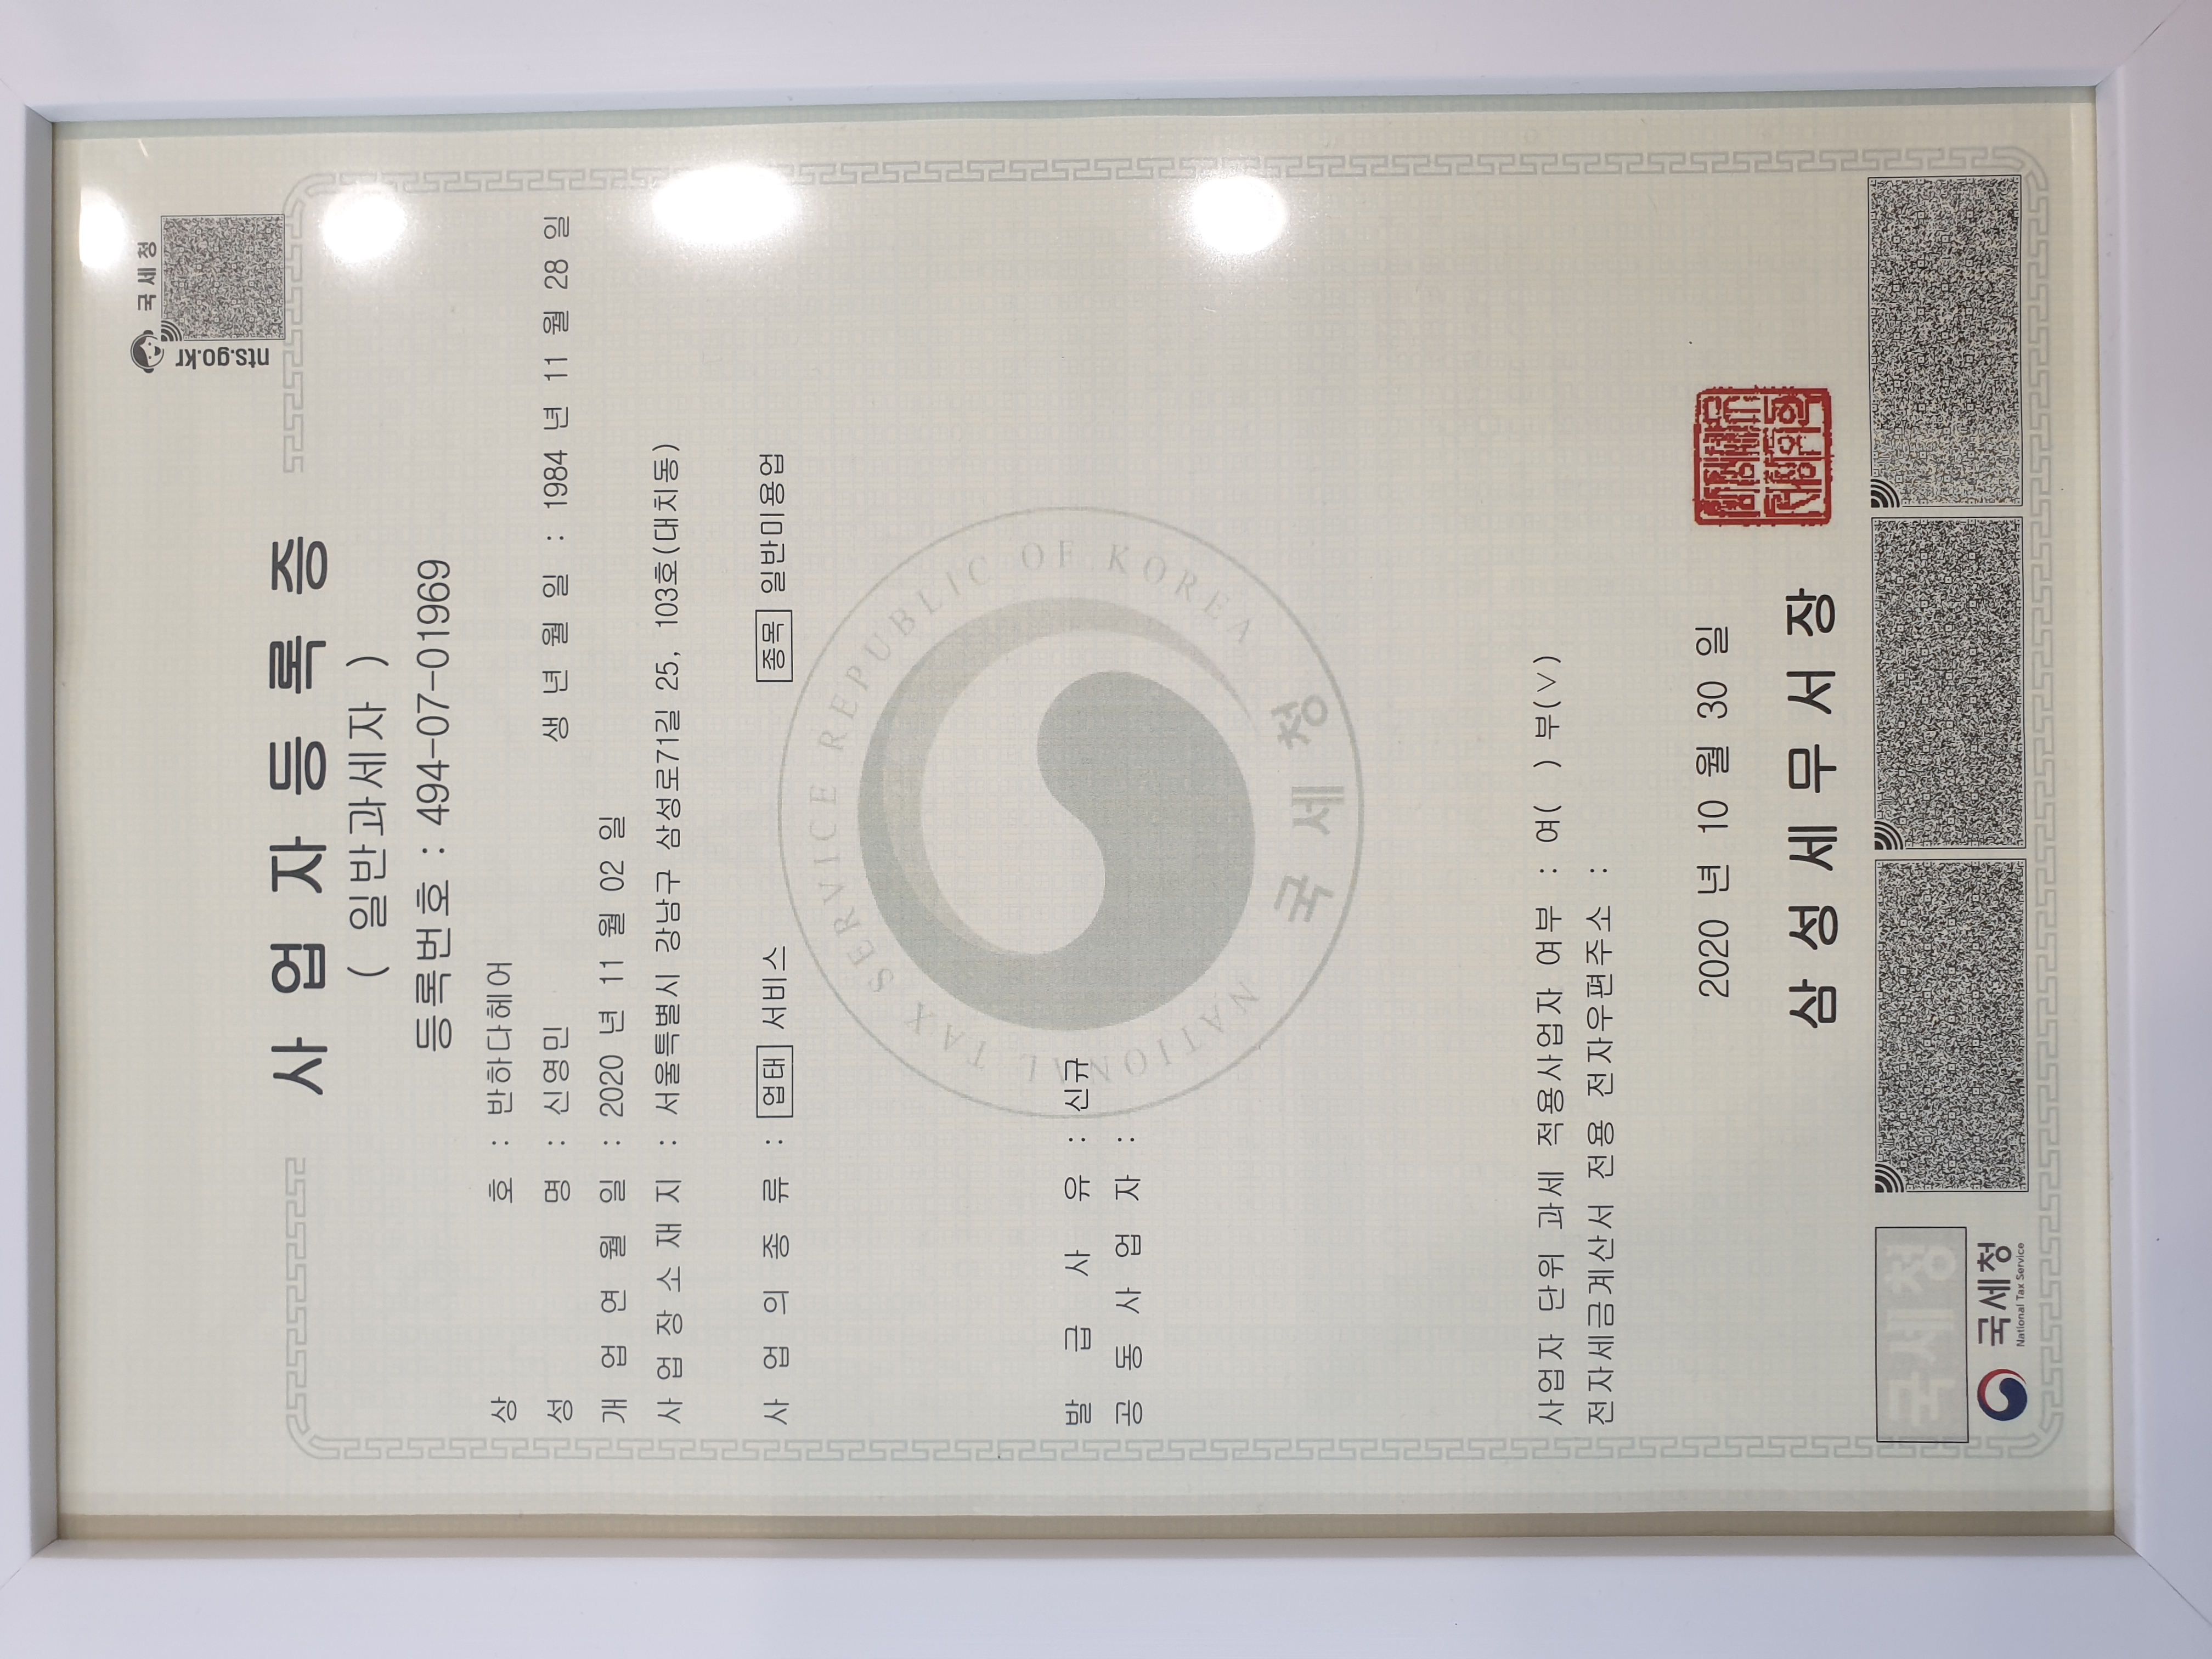 국세청
nts.go.kr
사업자등록증
( 일반과세자 )
등록번호 : 494-07-01969
상 호 : 반하다헤어
성 명 : 신영민 생 년 월 일 : 1984 년 11 월 28 일
개 업 연 월 일 : 2020 년 11 월 02 일
사 업 장 소 재 지 : 서울특별시 강남구 삼성로71길 25, 103호(대치동)
사 업 의 종 류 : 업태 서비스 종목 일반미용업
NATIONAL TAX SERVICE REPUBLIC OF KOREA
국세청
발 급 사 유 : 신규
공 동 사 업 자 :
사업자 단위 과세 적용사업자 여부 : 여( ) 부(∨)
전자세금계산서 전용 전자우편주소 :
2020 년 10 월 30 일
삼 성 세 무 서 장
국세청
국세청
National Tax Service